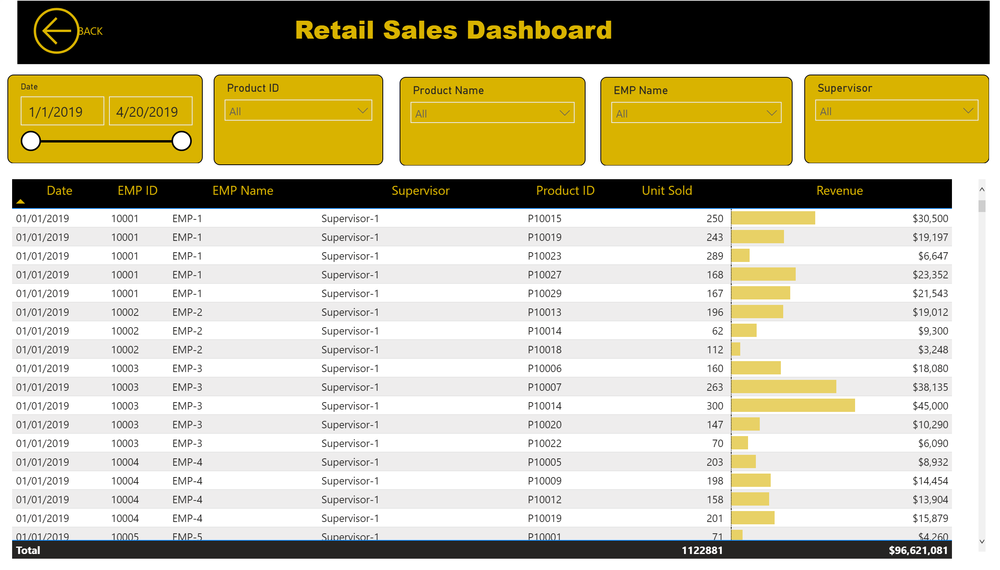 BACK
Retail Sales Dashboard
Date
1/1/2019 4/20/2019
Product ID
All
Product Name
All
EMP Name
All
Supervisor
All
Date EMP ID EMP Name Supervisor Product ID Unit Sold Revenue
01/01/2019 10001 EMP-1 Supervisor-1 P10015 250 $30,500
01/01/2019 10001 EMP-1 Supervisor-1 P10019 243 $19,197
01/01/2019 10001 EMP-1 Supervisor-1 P10023 289 $6,647
01/01/2019 10001 EMP-1 Supervisor-1 P10027 168 $23,352
01/01/2019 10001 EMP-1 Supervisor-1 P10029 167 $21,543
01/01/2019 10002 EMP-2 Supervisor-1 P10013 196 $19,012
01/01/2019 10002 EMP-2 Supervisor-1 P10014 62 $9,300
01/01/2019 10002 EMP-2 Supervisor-1 P10018 112 $3,248
01/01/2019 10003 EMP-3 Supervisor-1 P10006 160 $18,080
01/01/2019 10003 EMP-3 Supervisor-1 P10007 263 $38,135
01/01/2019 10003 EMP-3 Supervisor-1 P10014 300 $45,000
01/01/2019 10003 EMP-3 Supervisor-1 P10020 147 $10,290
01/01/2019 10003 EMP-3 Supervisor-1 P10022 70 $6,090
01/01/2019 10004 EMP-4 Supervisor-1 P10005 203 $8,932
01/01/2019 10004 EMP-4 Supervisor-1 P10009 198 $14,454
01/01/2019 10004 EMP-4 Supervisor-1 P10012 158 $13,904
01/01/2019 10004 EMP-4 Supervisor-1 P10019 201 $15,879
01/01/2019 10005 EMP-5 Supervisor-1 P10001 71 $4,260
Total 1122881 $96,621,081